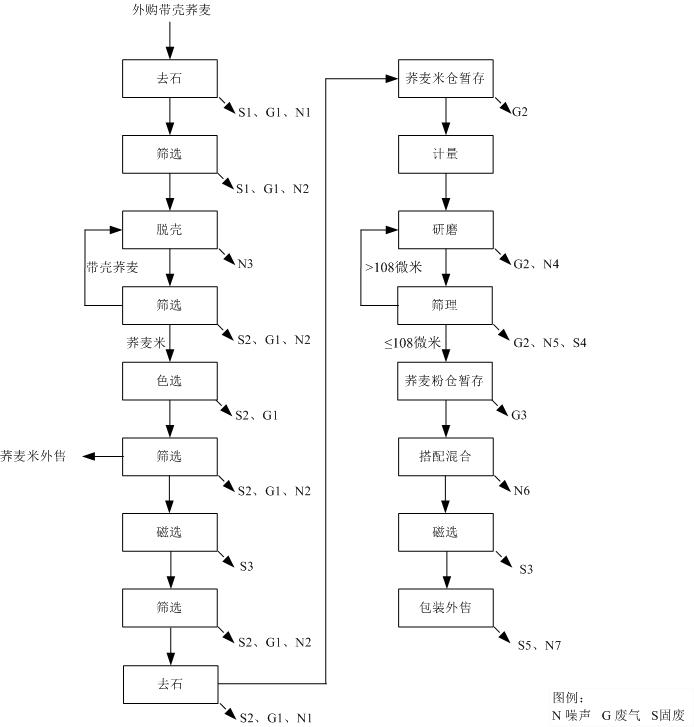 外购带壳荞麦
去石
S1、G1、N1
筛选
S1、G1、N2
脱壳
N3
带壳荞麦
筛选
S2、G1、N2
荞麦米
色选
S2、G1
筛选
荞麦米外售
S2、G1、N2
磁选
S3
筛选
S2、G1、N2
去石
S2、G1、N1
荞麦米仓暂存
G2
计量
研磨
G2、N4
>108微米
筛理
G2、N5、S4
≤108微米
荞麦粉仓暂存
G3
搭配混合
N6
磁选
S3
包装外售
S5、N7
图例：
N 噪声 G 废气 S固废